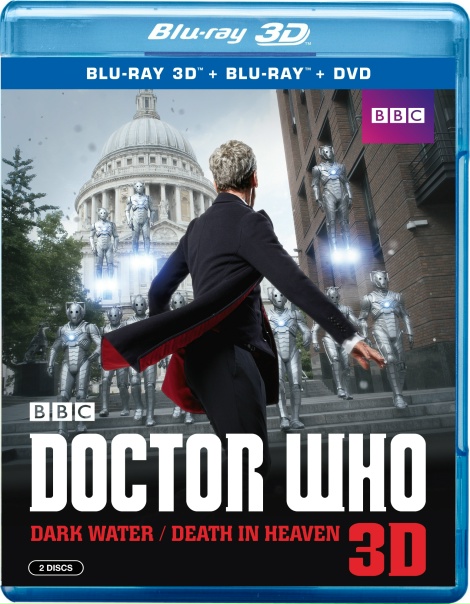 Blu-ray 3D™
BLU-RAY 3D™ + BLU-RAY™ + DVD
BBC
BBC
DOCTOR WHO
DARK WATER / DEATH IN HEAVEN
3D
2 DISCS